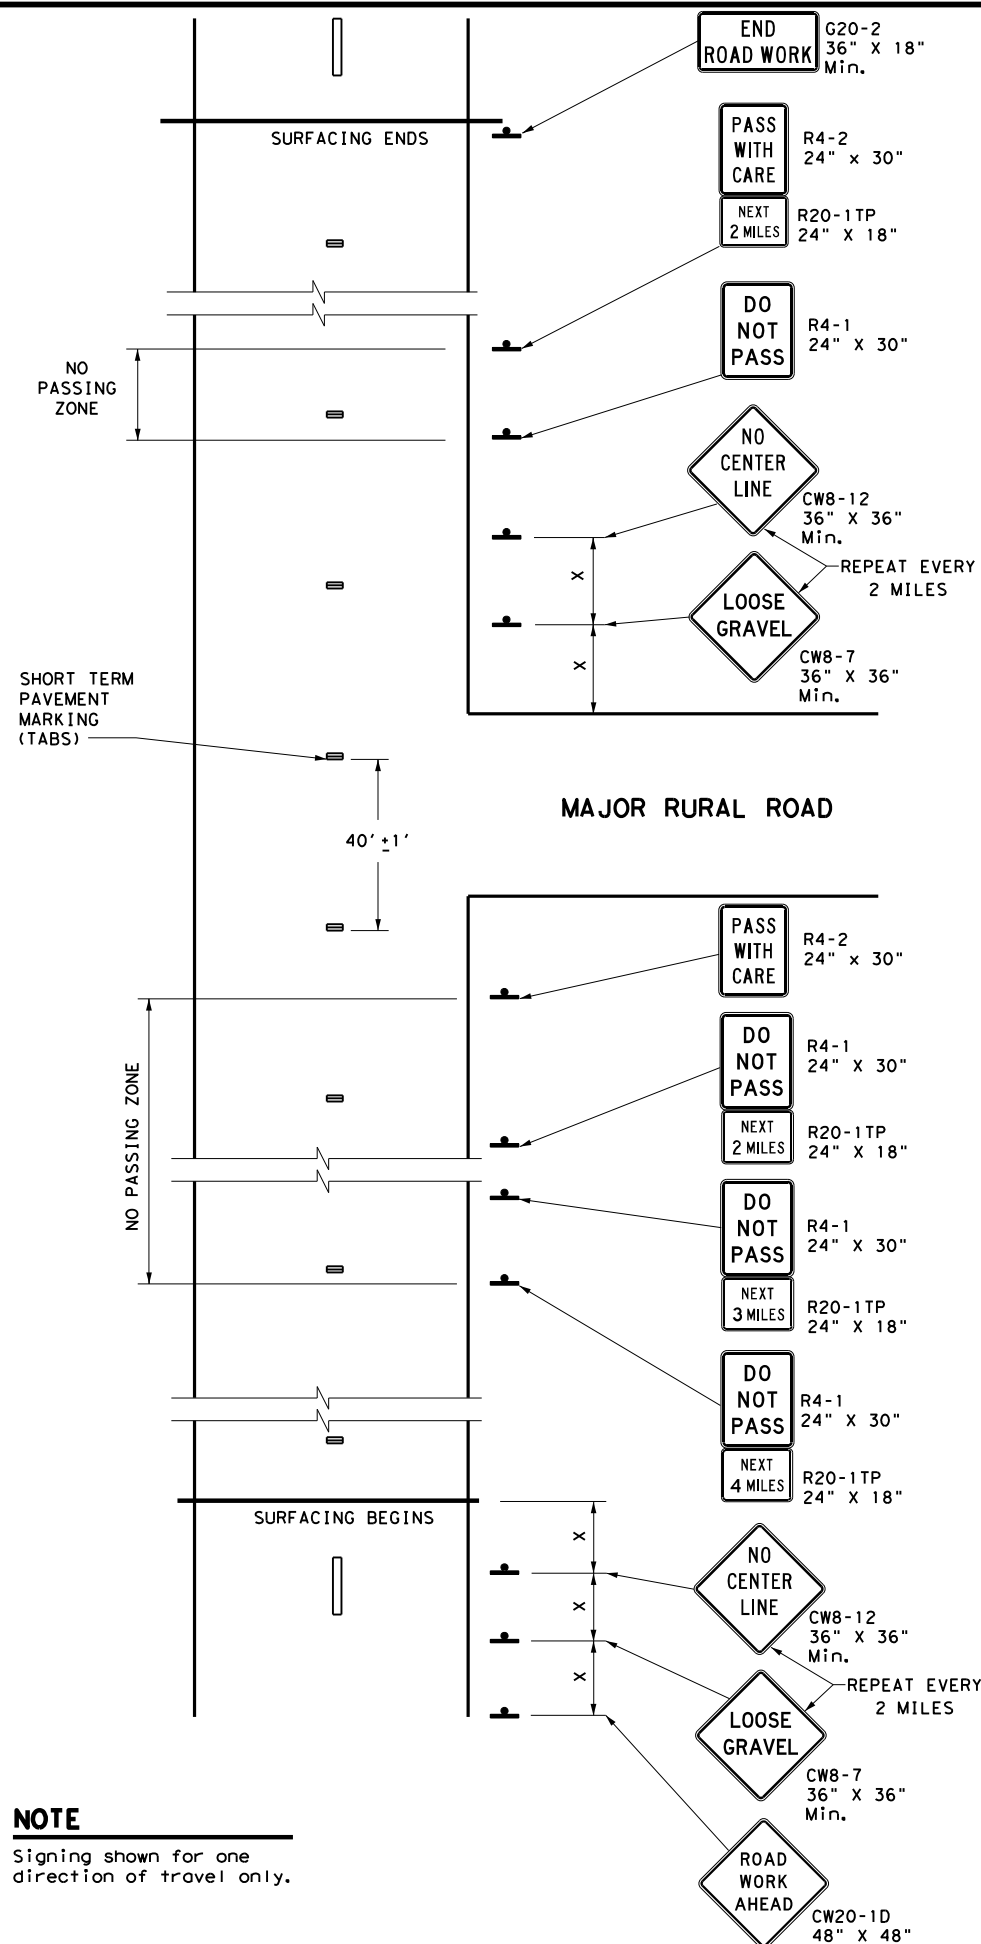 END
ROAD WORK
G20-2
36" X 18"
Min.
SURFACING ENDS
PASS
WITH
CARE
R4-2
24" x 30"
NEXT
2 MILES
R20-1TP
24" X 18"
DO
NOT
PASS
R4-1
24" X 30"
NO
PASSING
ZONE
NO
CENTER
LINE
CW8-12
36" X 36"
Min.
X
REPEAT EVERY
2 MILES
LOOSE
GRAVEL
X
CW8-7
36" X 36"
Min.
SHORT TERM
PAVEMENT
MARKING
(TABS)
MAJOR RURAL ROAD
40' ±1'
PASS
WITH
CARE
R4-2
24" x 30"
NO PASSING ZONE
DO
NOT
PASS
R4-1
24" X 30"
NEXT
2 MILES
R20-1TP
24" X 18"
DO
NOT
PASS
R4-1
24" X 30"
NEXT
3 MILES
R20-1TP
24" X 18"
DO
NOT
PASS
R4-1
24" X 30"
NEXT
4 MILES
R20-1TP
24" X 18"
SURFACING BEGINS
X
NO
CENTER
LINE
X
CW8-12
36" X 36"
Min.
X
REPEAT EVERY
2 MILES
LOOSE
GRAVEL
CW8-7
36" X 36"
Min.
NOTE
Signing shown for one
direction of travel only.
ROAD
WORK
AHEAD
CW20-1D
48" X 48"